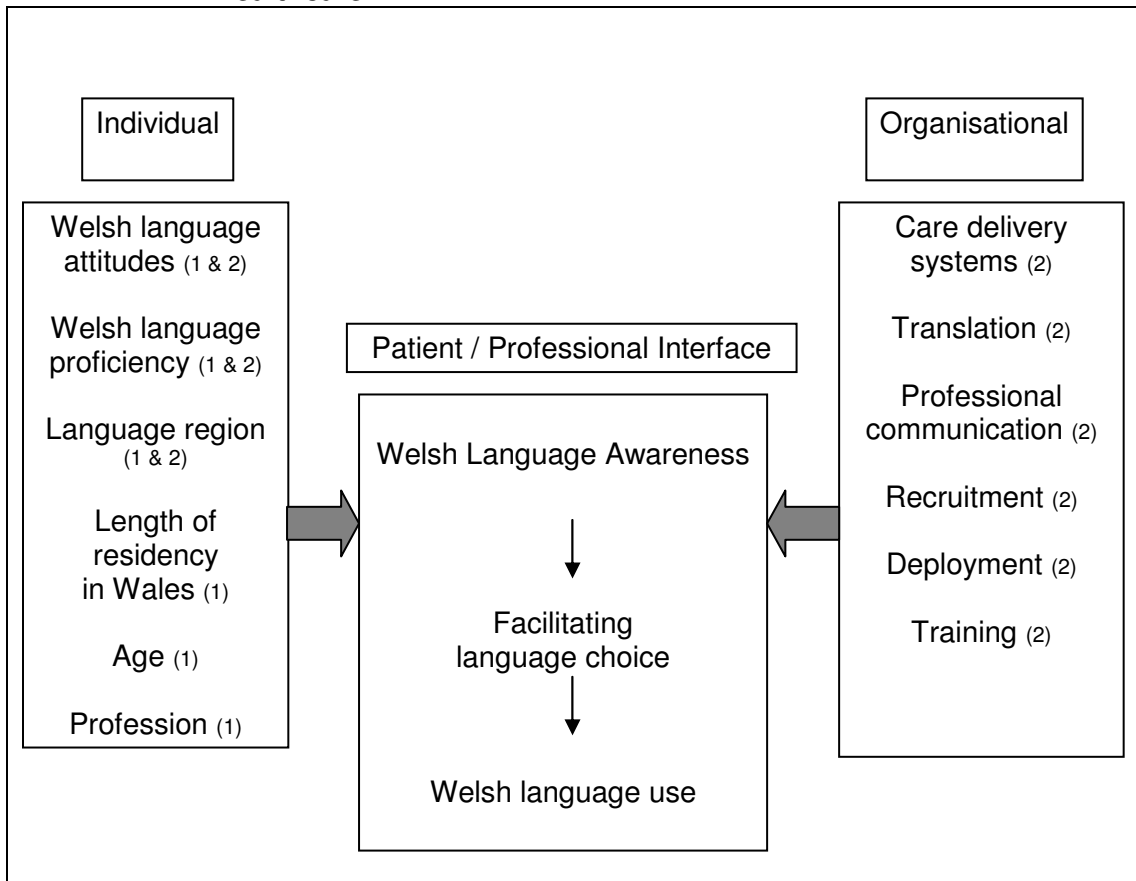 Individual
Welsh language
attitudes (1 & 2)
Welsh language
proficiency (1 & 2)
Language region
(1 & 2)
Length of
residency
in Wales (1)
Age (1)
Profession (1)
Patient / Professional Interface
Welsh Language Awareness
Facilitating
language choice
Welsh language use
Organisational
Care delivery
systems (2)
Translation (2)
Professional
communication (2)
Recruitment (2)
Deployment (2)
Training (2)